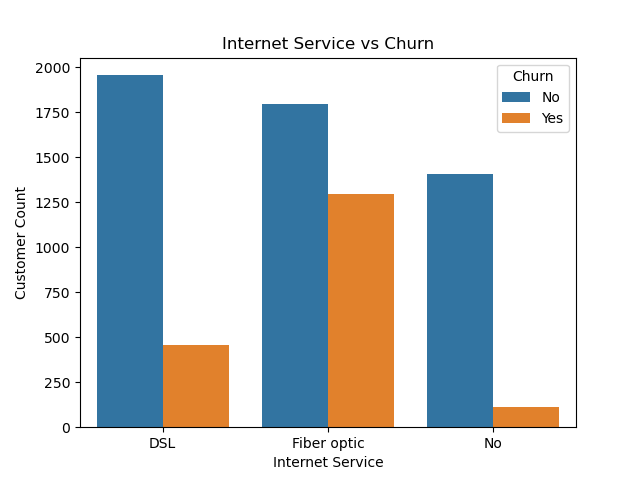 Internet Service vs Churn
Churn
No
Yes
Customer Count
2000
1750
1500
1250
1000
750
500
250
0
DSL
Fiber optic
No
Internet Service